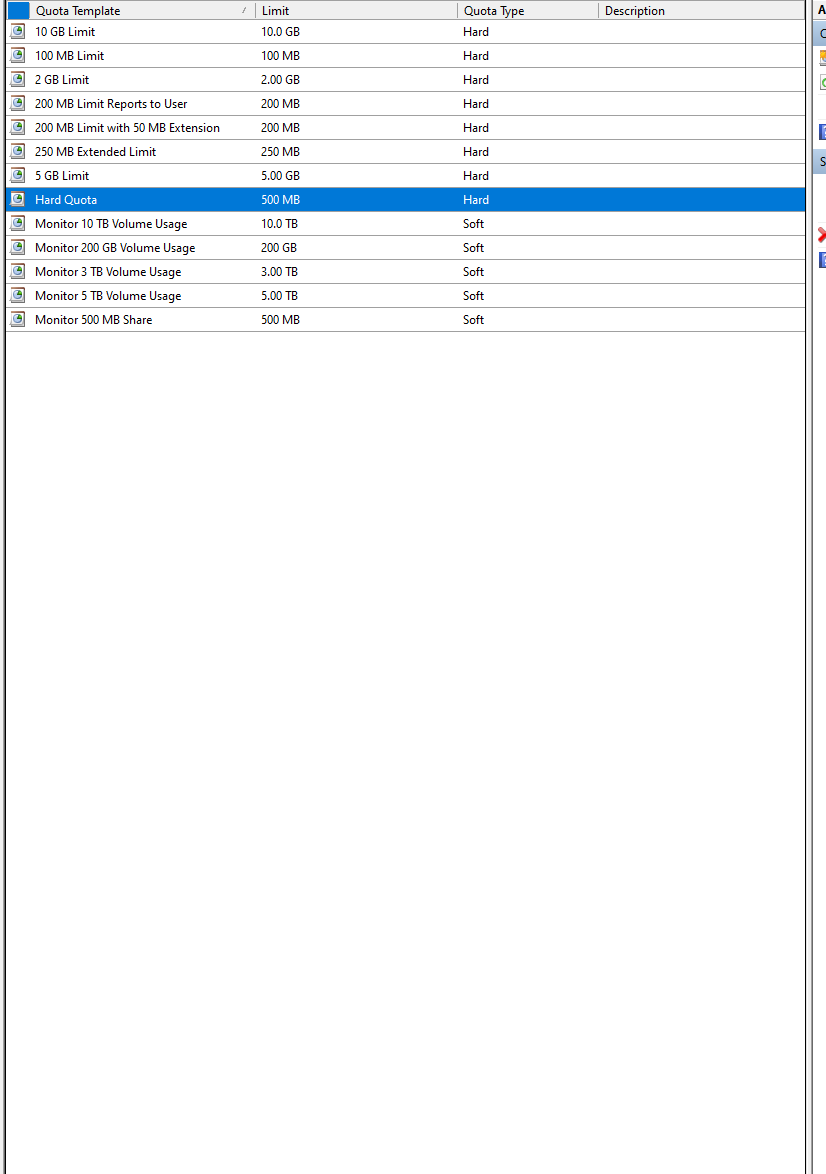 Quota Template Limit Quota Type Description
10 GB Limit 10.0 GB Hard
100 MB Limit 100 MB Hard
2 GB Limit 2.00 GB Hard
200 MB Limit Reports to User 200 MB Hard
200 MB Limit with 50 MB Extension 200 MB Hard
250 MB Extended Limit 250 MB Hard
5 GB Limit 5.00 GB Hard
Hard Quota 500 MB Hard
Monitor 10 TB Volume Usage 10.0 TB Soft
Monitor 200 GB Volume Usage 200 GB Soft
Monitor 3 TB Volume Usage 3.00 TB Soft
Monitor 5 TB Volume Usage 5.00 TB Soft
Monitor 500 MB Share 500 MB Soft